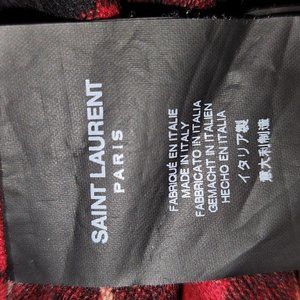 SAINT LAURENT
PARIS
FABRIQUÉ EN ITALIE
MADE IN ITALY
FABBRICATO IN ITALIA
GEMACHT IN ITALIEN
HECHO EN ITALIA
イタリア製
意大利制造